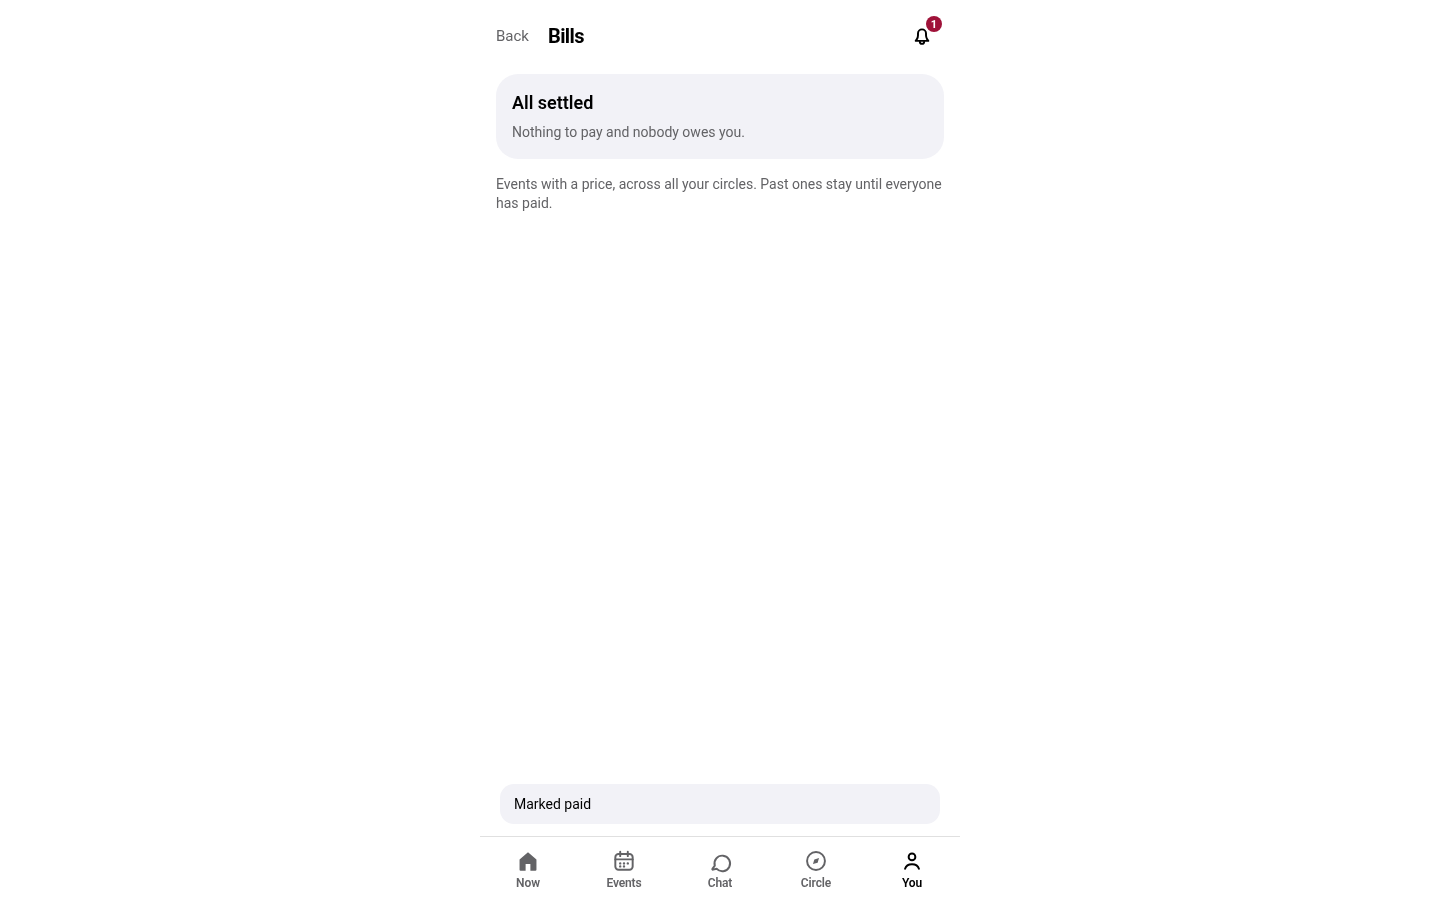 Back
Bills
1
All settled
Nothing to pay and nobody owes you.
Events with a price, across all your circles. Past ones stay until everyone
has paid.
Marked paid
Now
Events
Chat
Circle
You